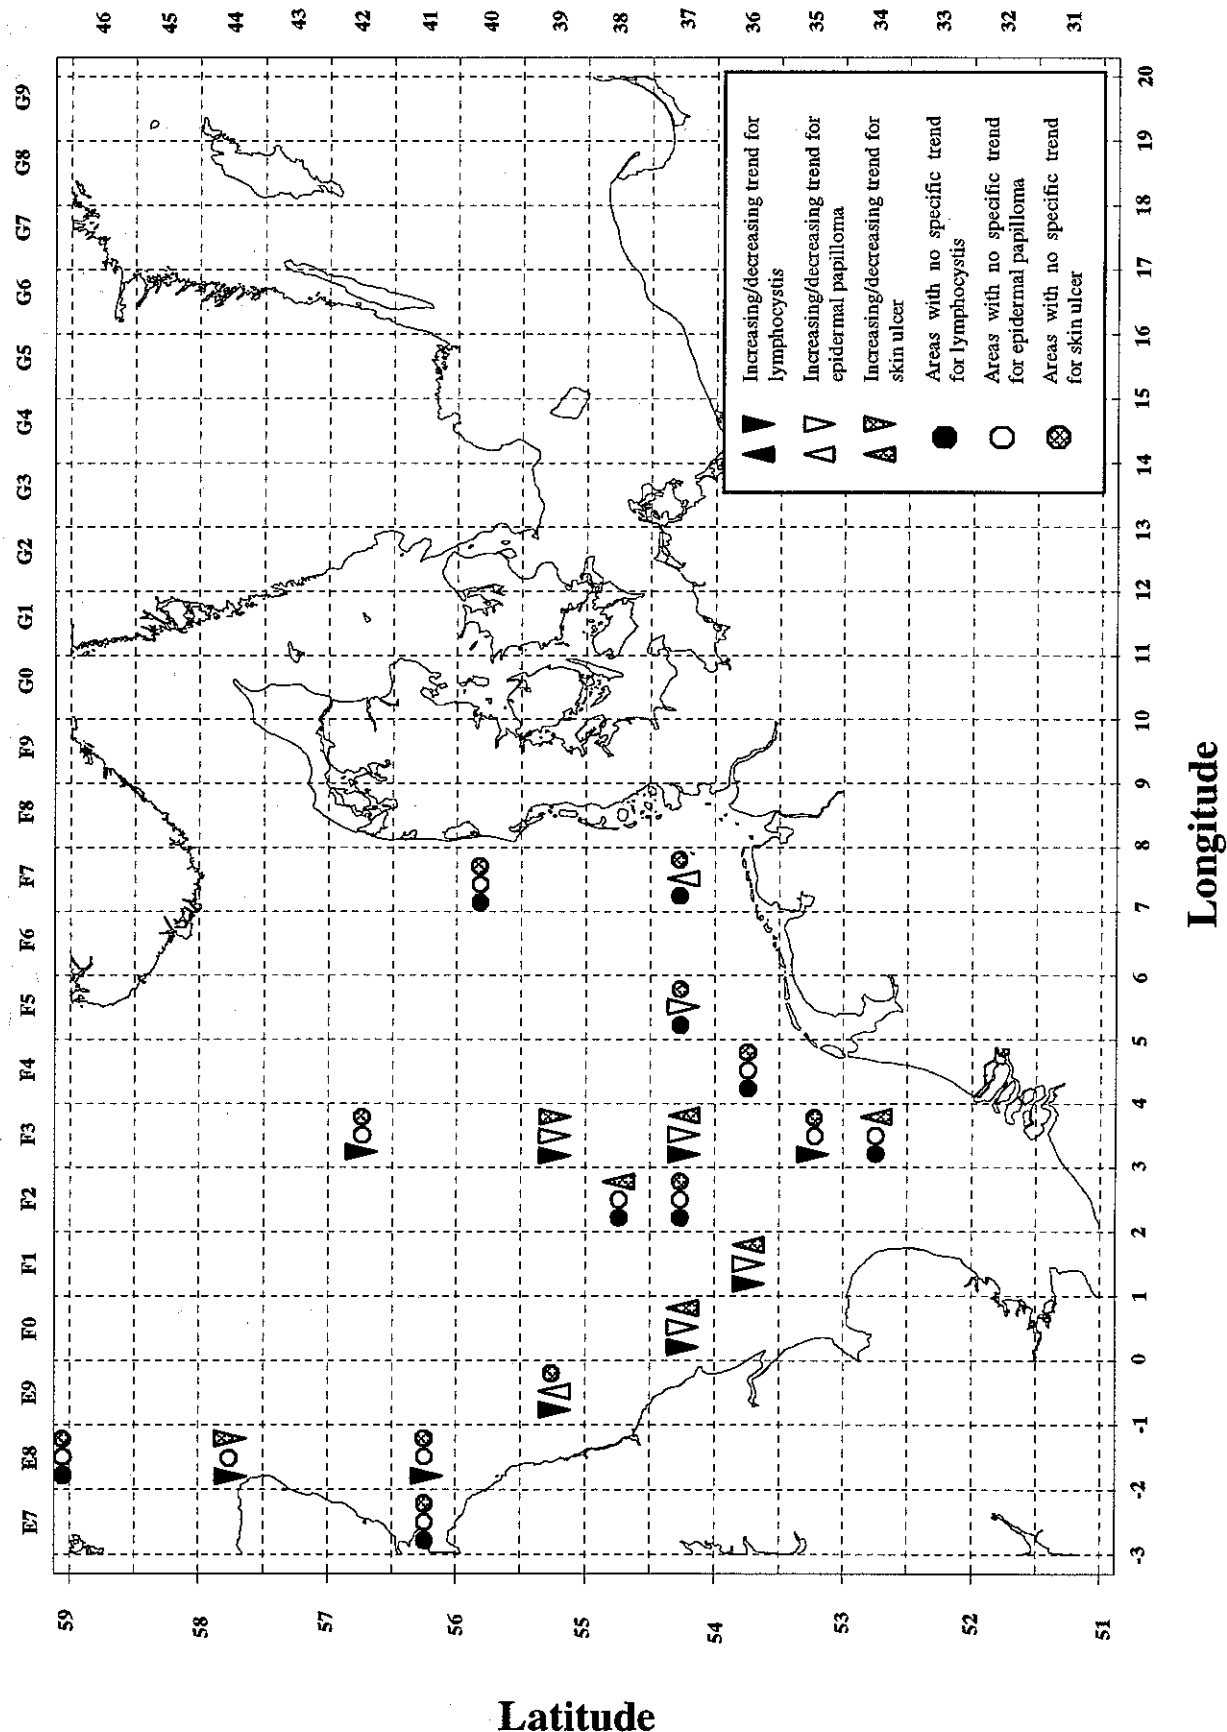 E7 E8 E9 F0 F1 F2 F3 F4 F5 F6 F7 F8 F9 G0 G1 G2 G3 G4 G5 G6 G7 G8 G9
59
58
57
56
55
54
53
52
51
46
45
44
43
42
41
40
39
38
37
36
35
34
33
32
31
Increasing/decreasing trend for
lymphocystis
Increasing/decreasing trend for
epidermal papilloma
Increasing/decreasing trend for
skin ulcer
Areas with no specific trend
for lymphocystis
Areas with no specific trend
for epidermal papilloma
Areas with no specific trend
for skin ulcer
-3 -2 -1 0 1 2 3 4 5 6 7 8 9 10 11 12 13 14 15 16 17 18 19 20
Latitude
Longitude